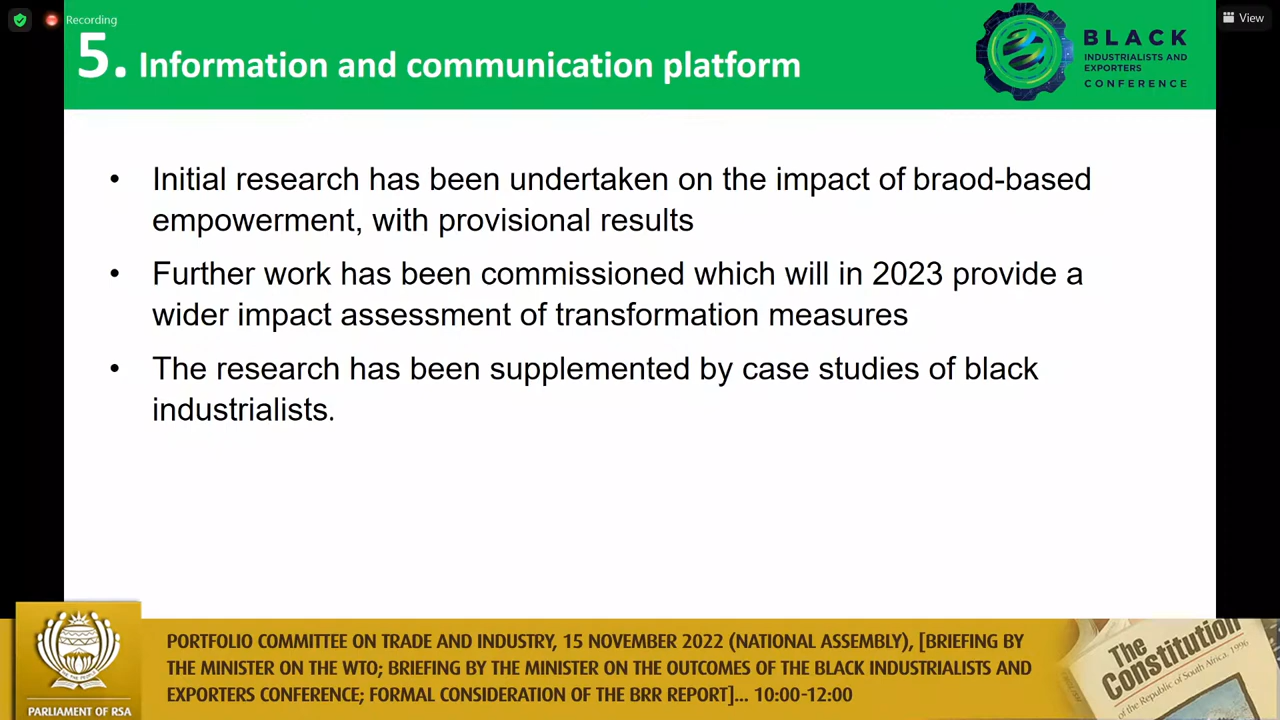 Recording
View
5. Information and communication platform
BLACK
INDUSTRIALISTS AND
EXPORTERS
CONFERENCE
• Initial research has been undertaken on the impact of braod-based
empowerment, with provisional results
• Further work has been commissioned which will in 2023 provide a
wider impact assessment of transformation measures
• The research has been supplemented by case studies of black
industrialists.
PORTFOLIO COMMITTEE ON TRADE AND INDUSTRY, 15 NOVEMBER 2022 (NATIONAL ASSEMBLY), [BRIEFING BY
THE MINISTER ON THE WTO; BRIEFING BY THE MINISTER ON THE OUTCOMES OF THE BLACK INDUSTRIALISTS AND
EXPORTERS CONFERENCE; FORMAL CONSIDERATION OF THE BRR REPORT]... 10:00-12:00
PARLIAMENT OF RSA
The
Constitution
of the Republic of South Africa, 1996